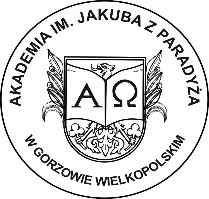 AKADEMIA IM. JAKUBA Z PARADYŻA
Α Ω
W GORZOWIE WIELKOPOLSKIM